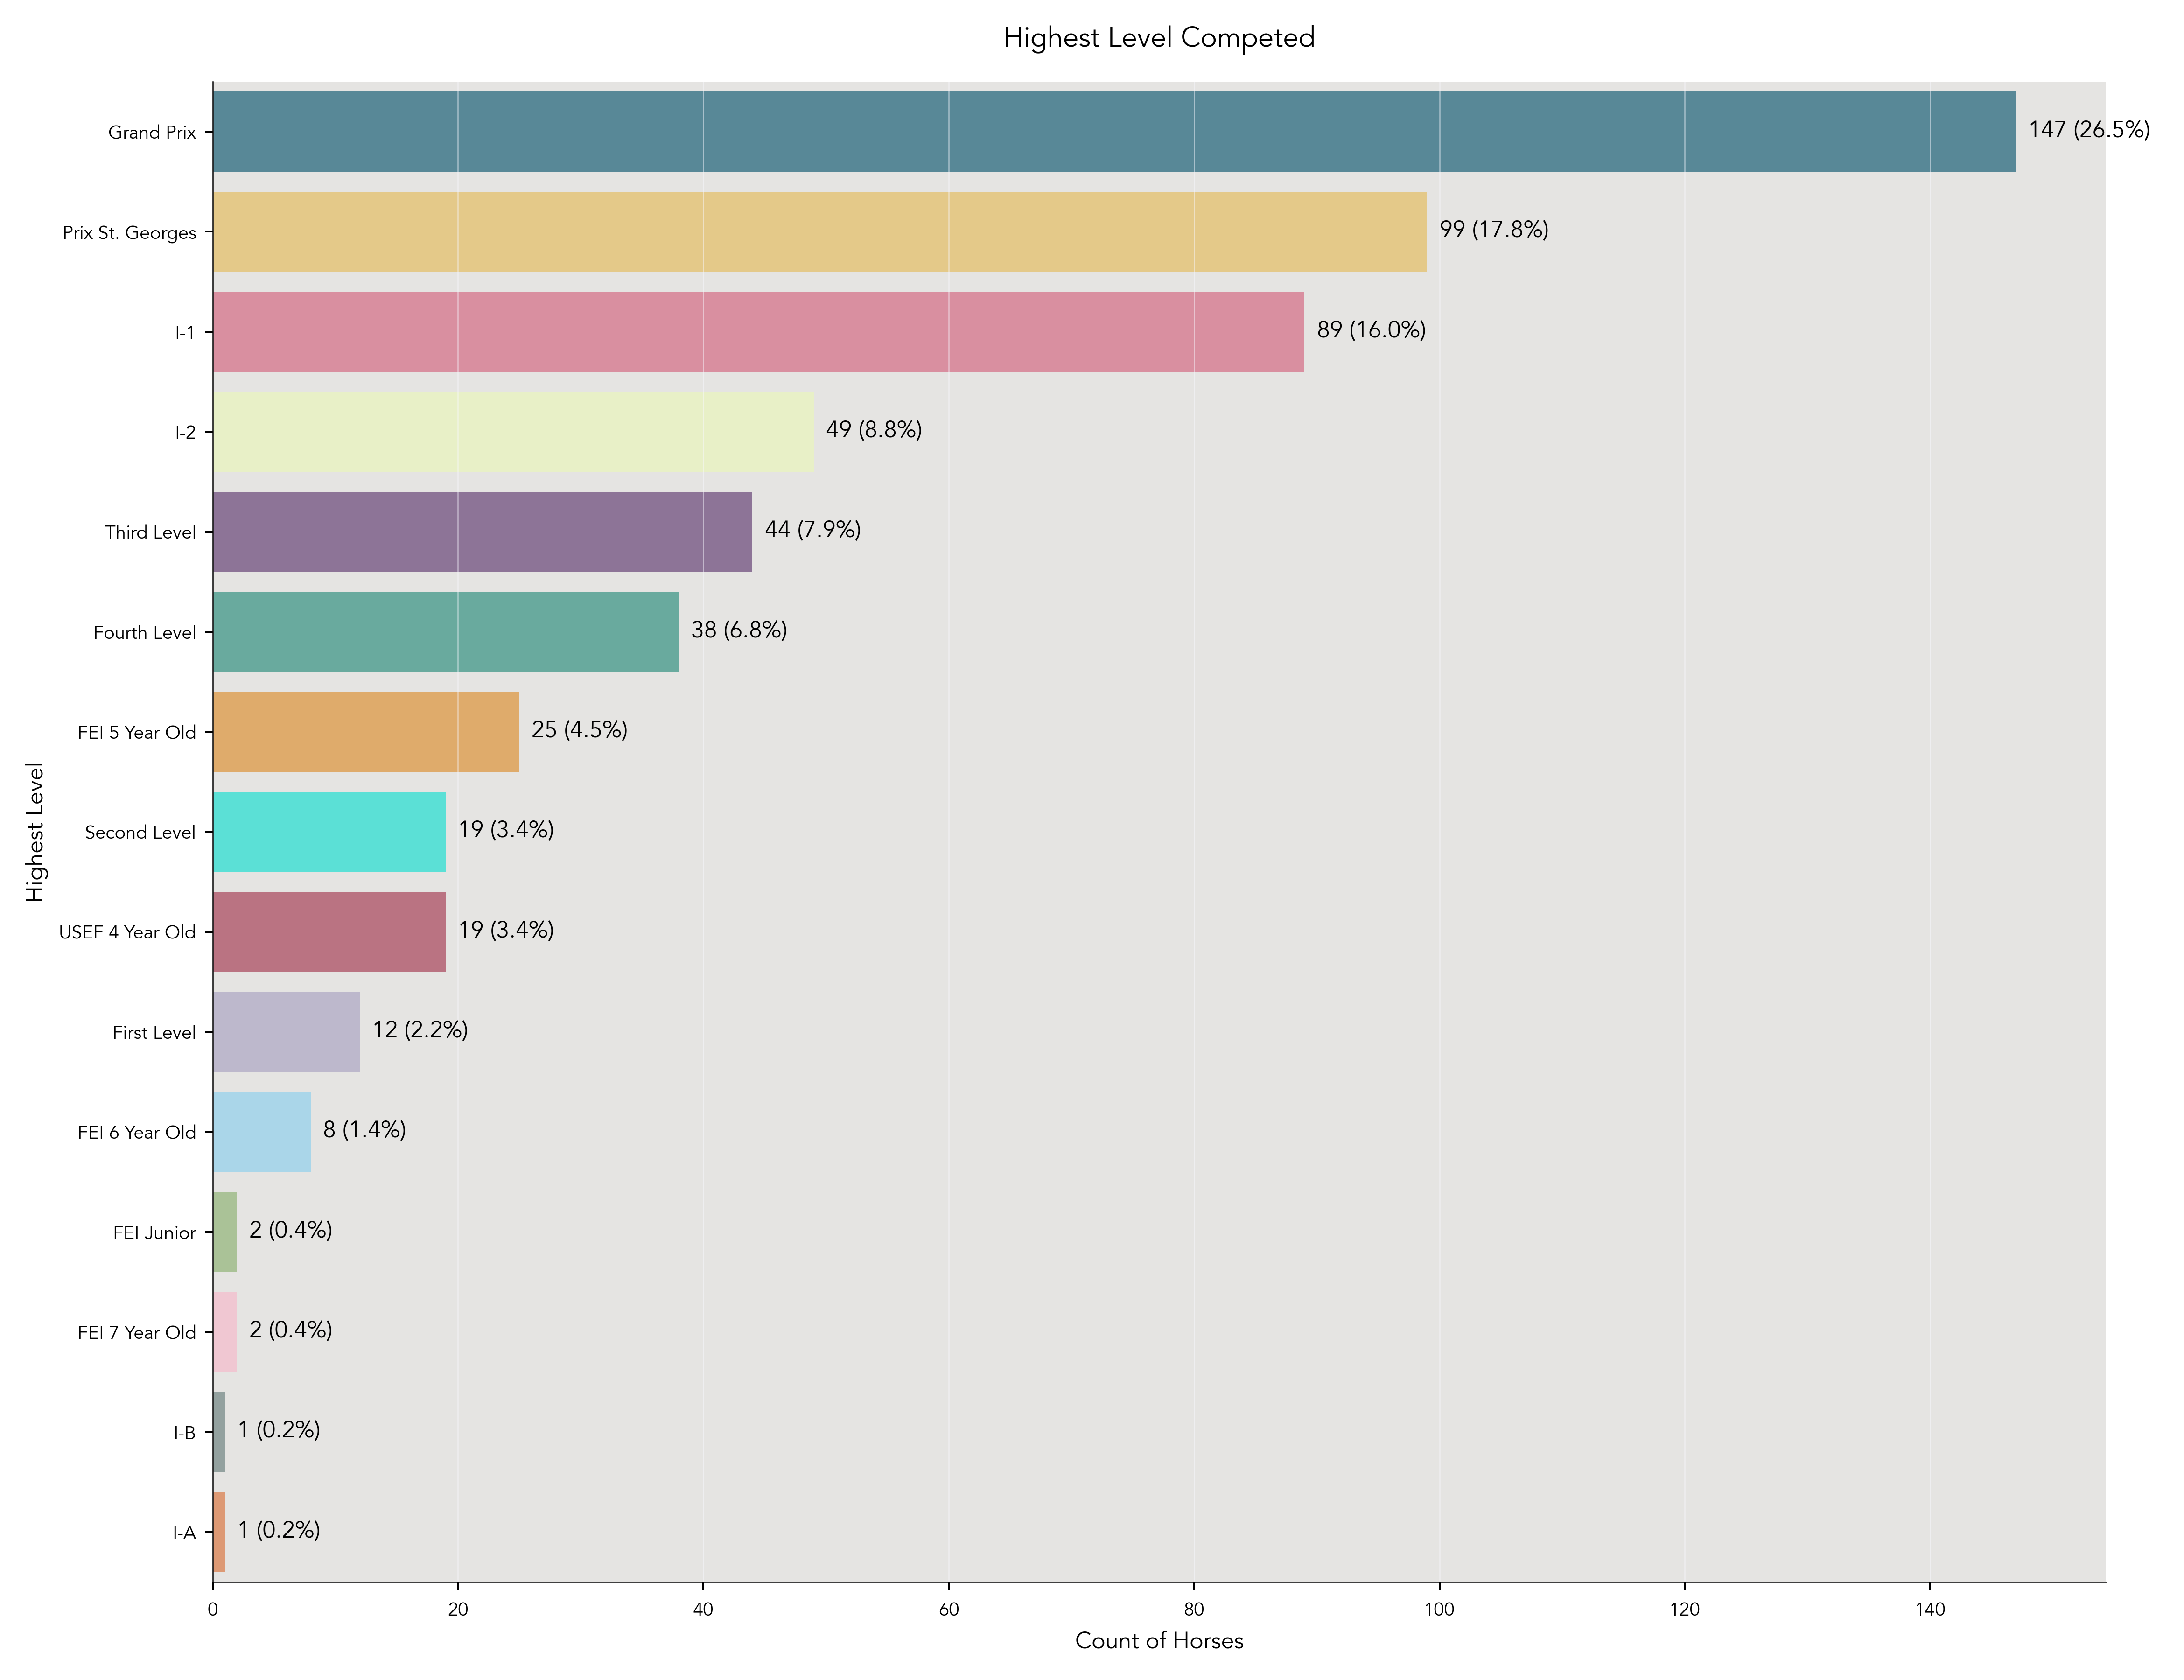 Highest Level Competed
Grand Prix 147 (26.5%)
Prix St. Georges 99 (17.8%)
I-1 89 (16.0%)
I-2 49 (8.8%)
Third Level 44 (7.9%)
Fourth Level 38 (6.8%)
FEI 5 Year Old 25 (4.5%)
Second Level 19 (3.4%)
USEF 4 Year Old 19 (3.4%)
First Level 12 (2.2%)
FEI 6 Year Old 8 (1.4%)
FEI Junior 2 (0.4%)
FEI 7 Year Old 2 (0.4%)
I-B 1 (0.2%)
I-A 1 (0.2%)
Highest Level
0 20 40 60 80 100 120 140
Count of Horses